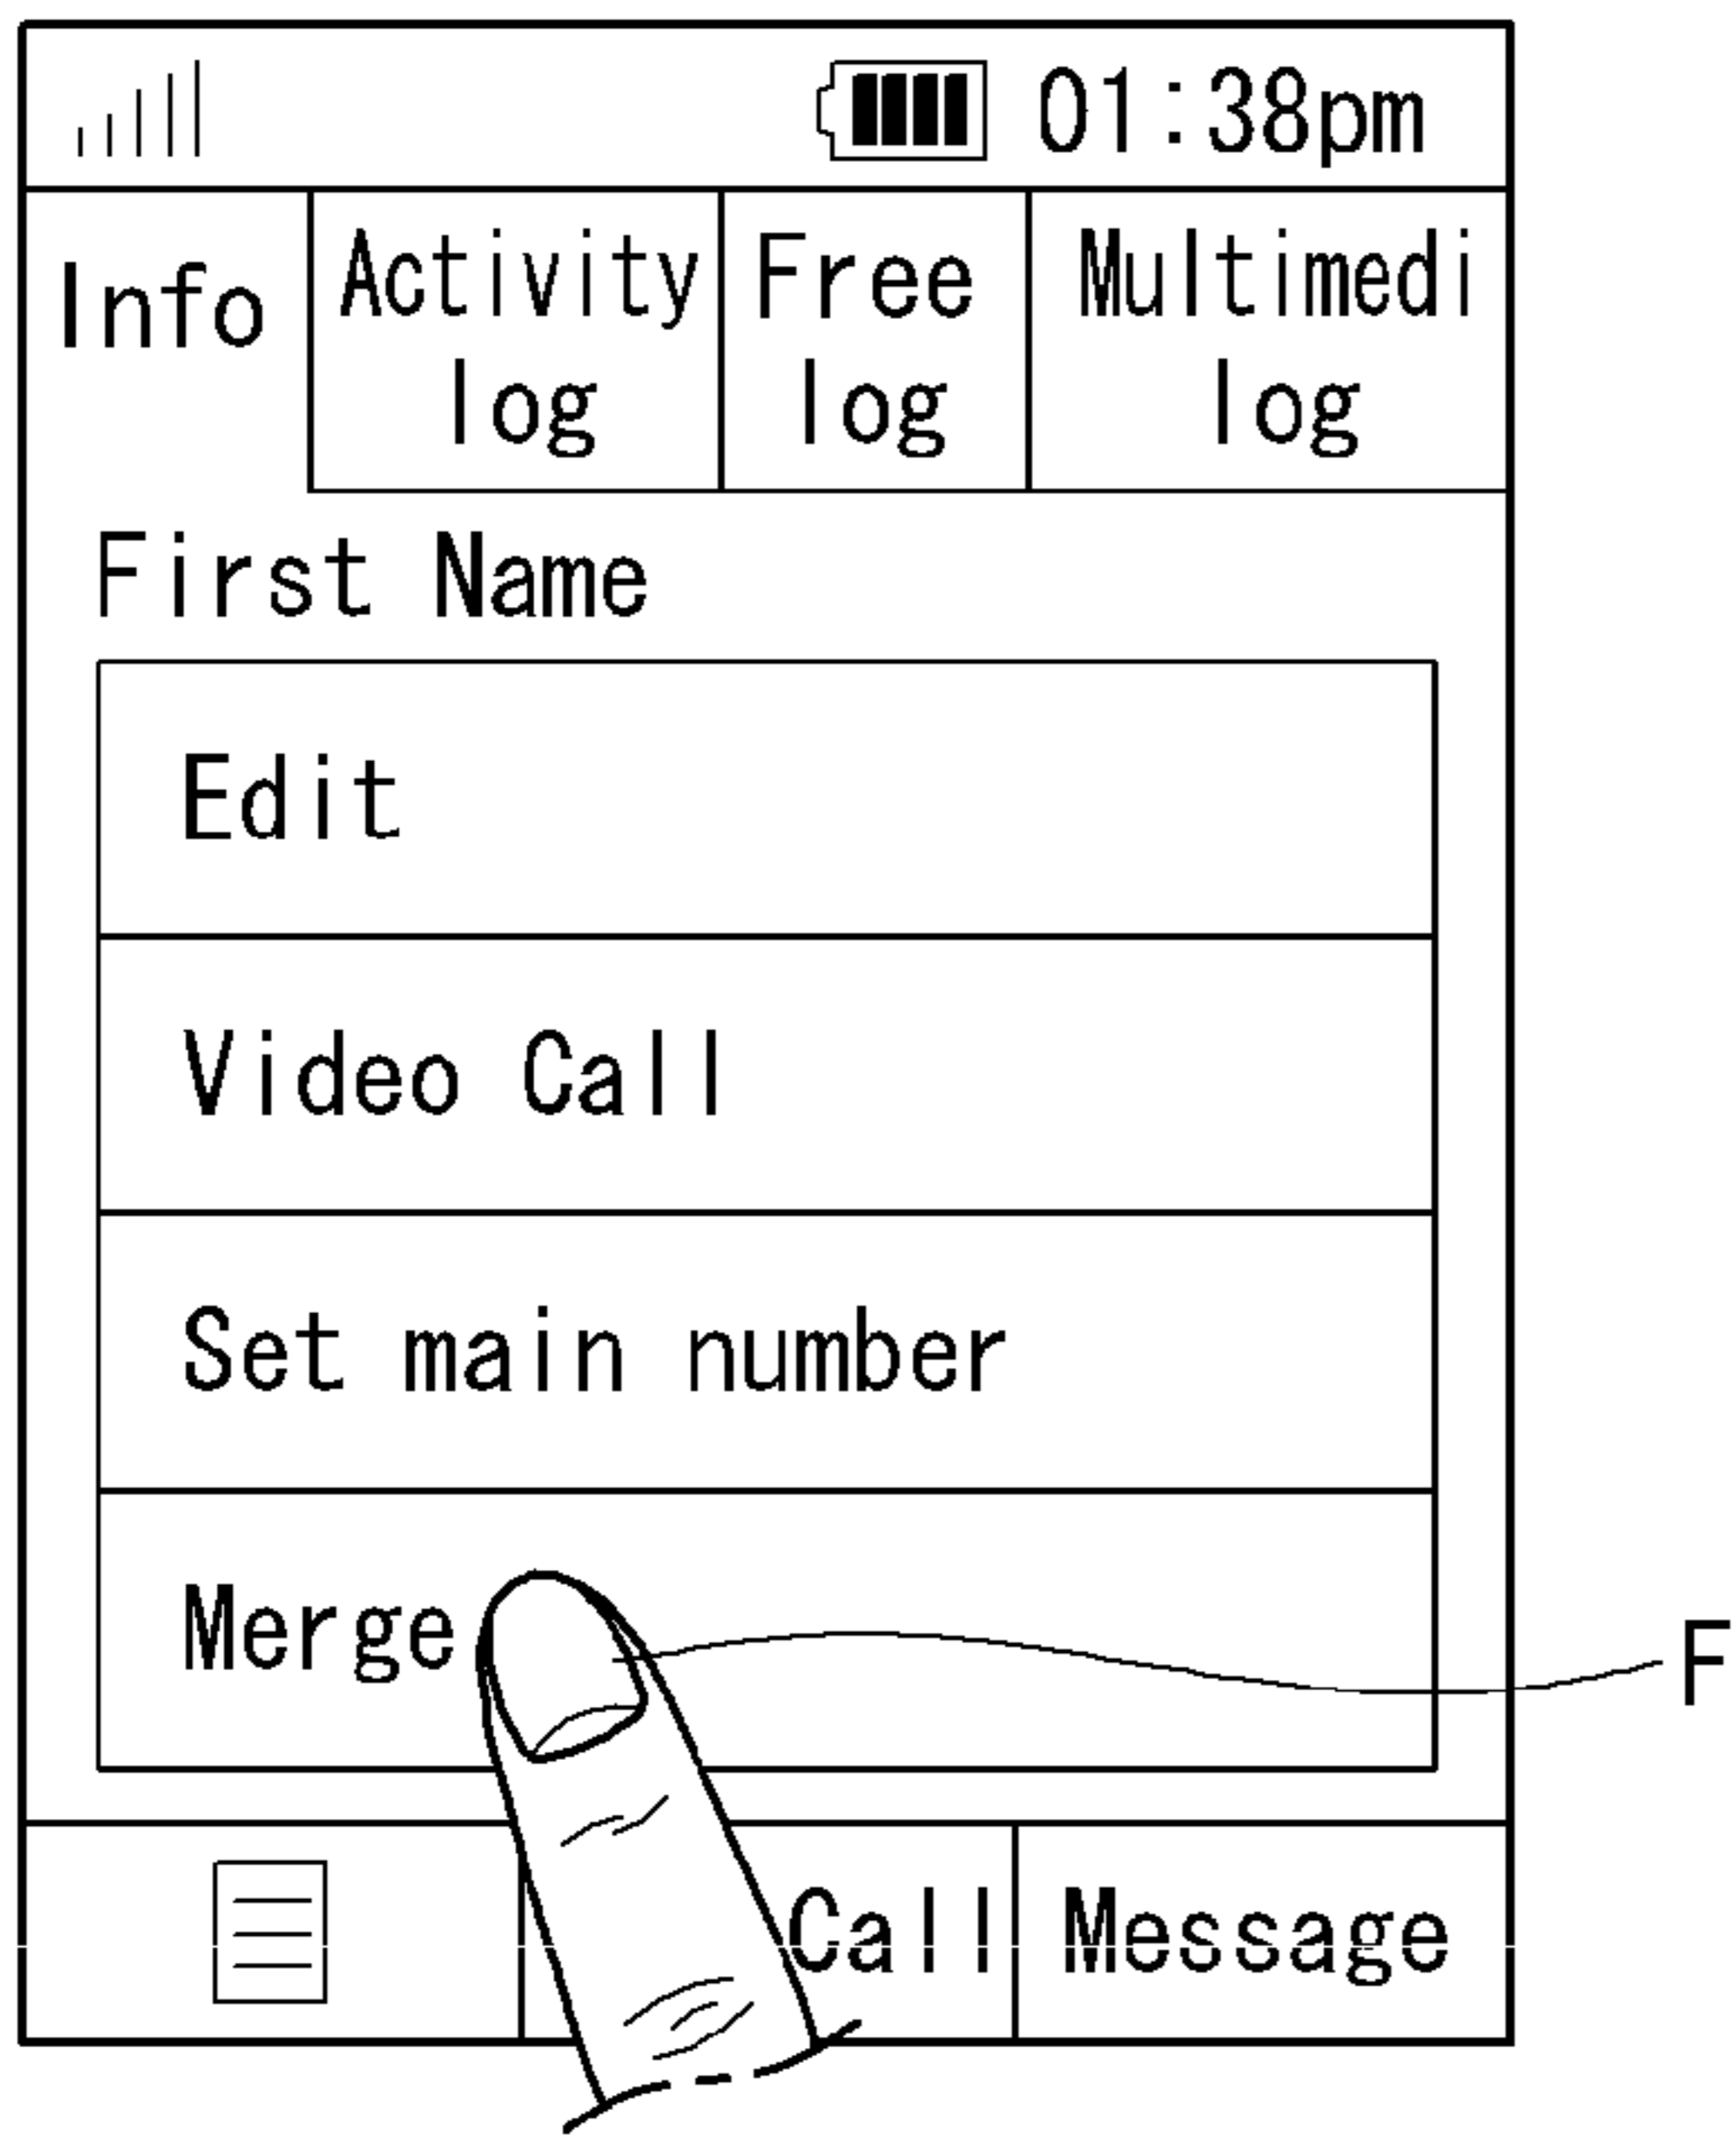 01:38pm
Info
Activity
log
Free
log
Multimedi
log
First Name
Edit
Video Call
Set main number
Merge
F
Call
Message